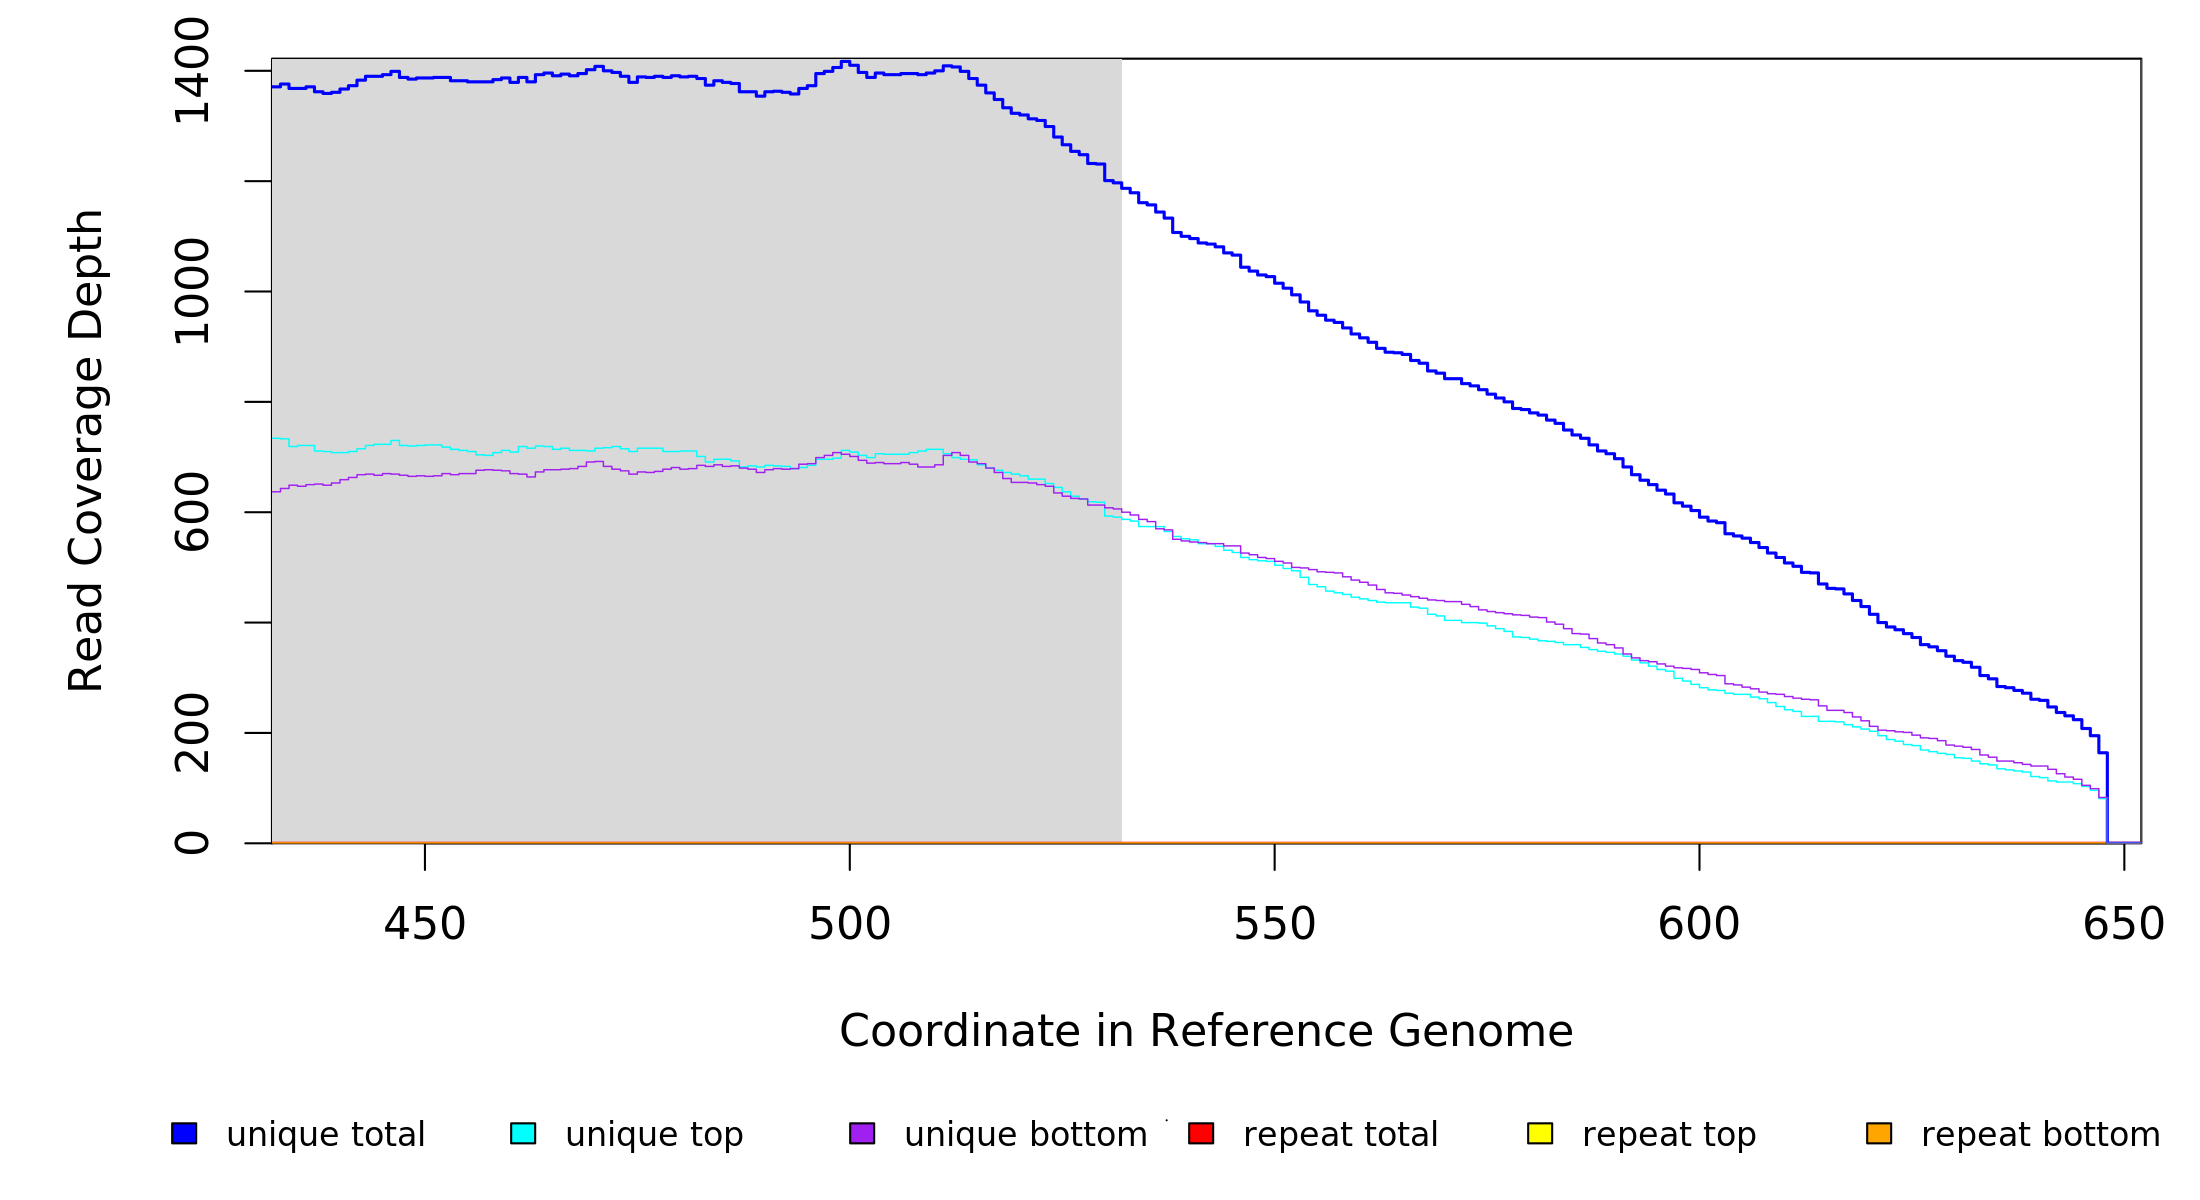 Read Coverage Depth
1400
1000
600
200
0
450 500 550 600 650
Coordinate in Reference Genome
unique total unique top unique bottom repeat total repeat top repeat bottom